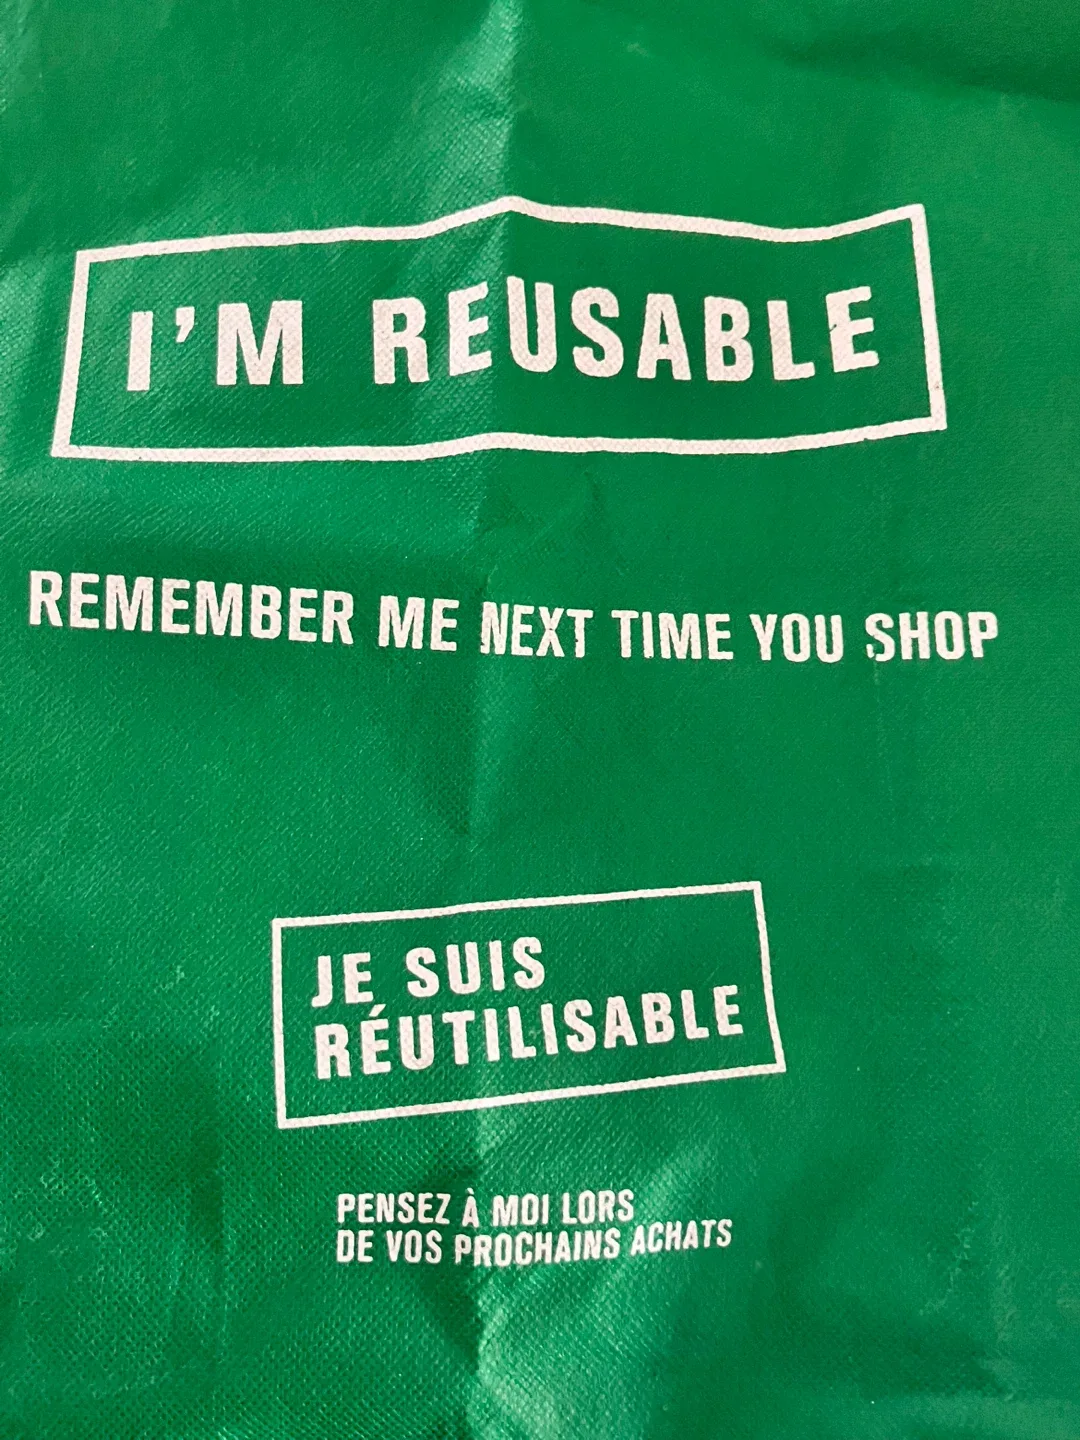 I'M REUSABLE
REMEMBER ME NEXT TIME YOU SHOP
JE SUIS
RÉUTILISABLE
PENSEZ À MOI LORS
DE VOS PROCHAINS ACHATS